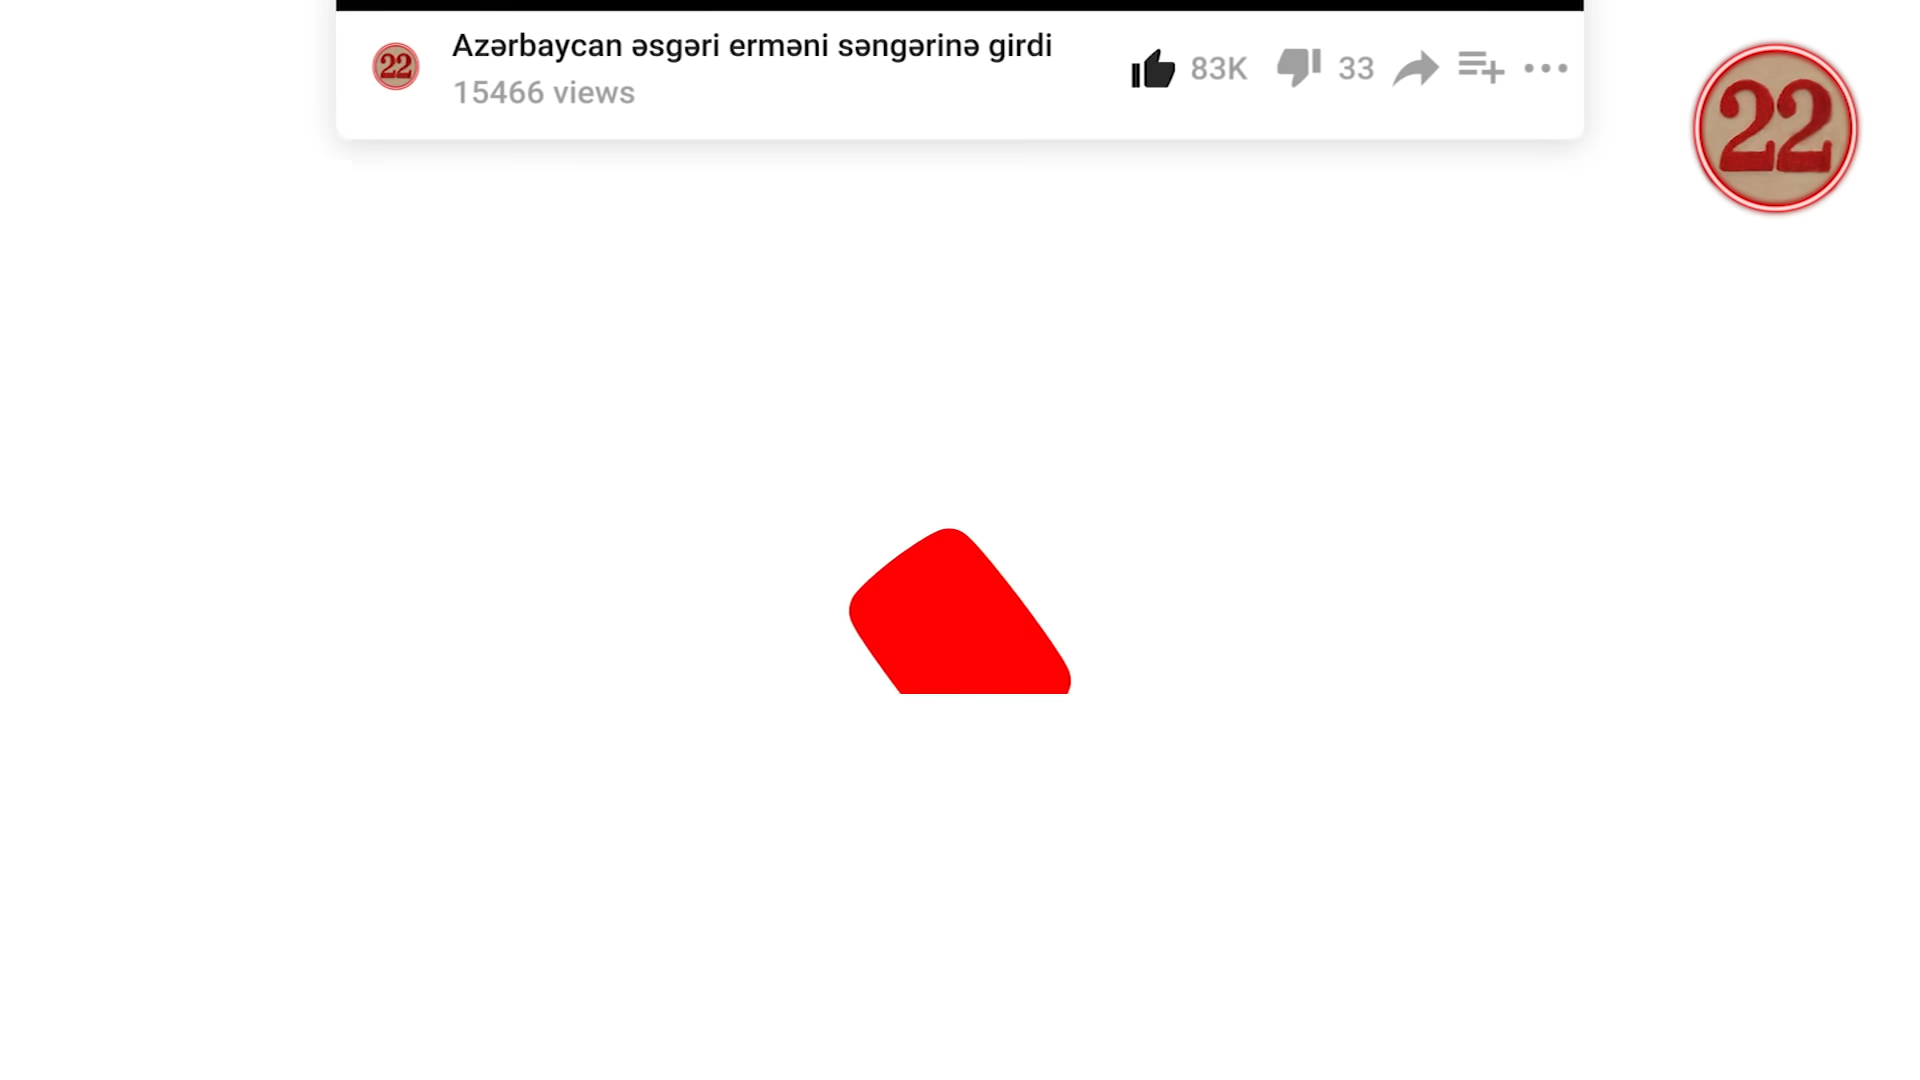 Azərbaycan əsgəri erməni səngərinə girdi
22
83K
33
15466 views
22